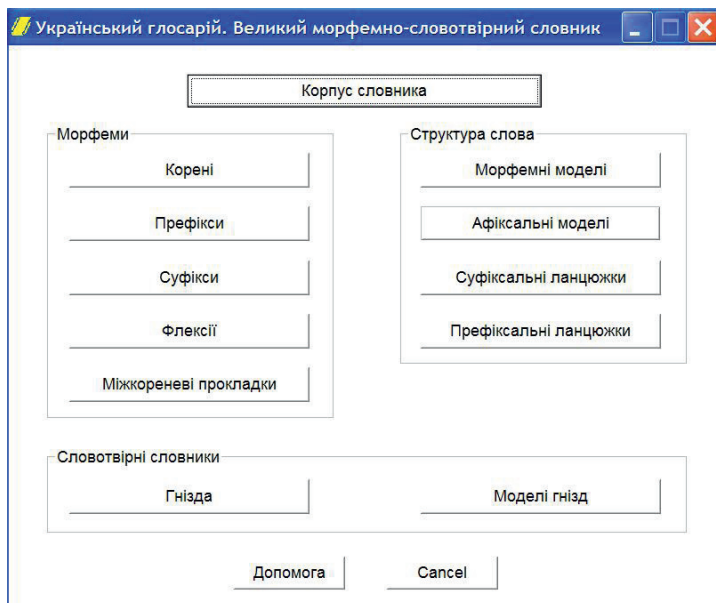 Український глосарій. Великий морфемно-словотвірний словник
Корпус словника
Морфеми
Корені
Префікси
Суфікси
Флексії
Міжкореневі прокладки
Структура слова
Морфемні моделі
Афіксальні моделі
Суфіксальні ланцюжки
Префіксальні ланцюжки
Словотвірні словники
Гнізда
Моделі гнізд
Допомога
Cancel